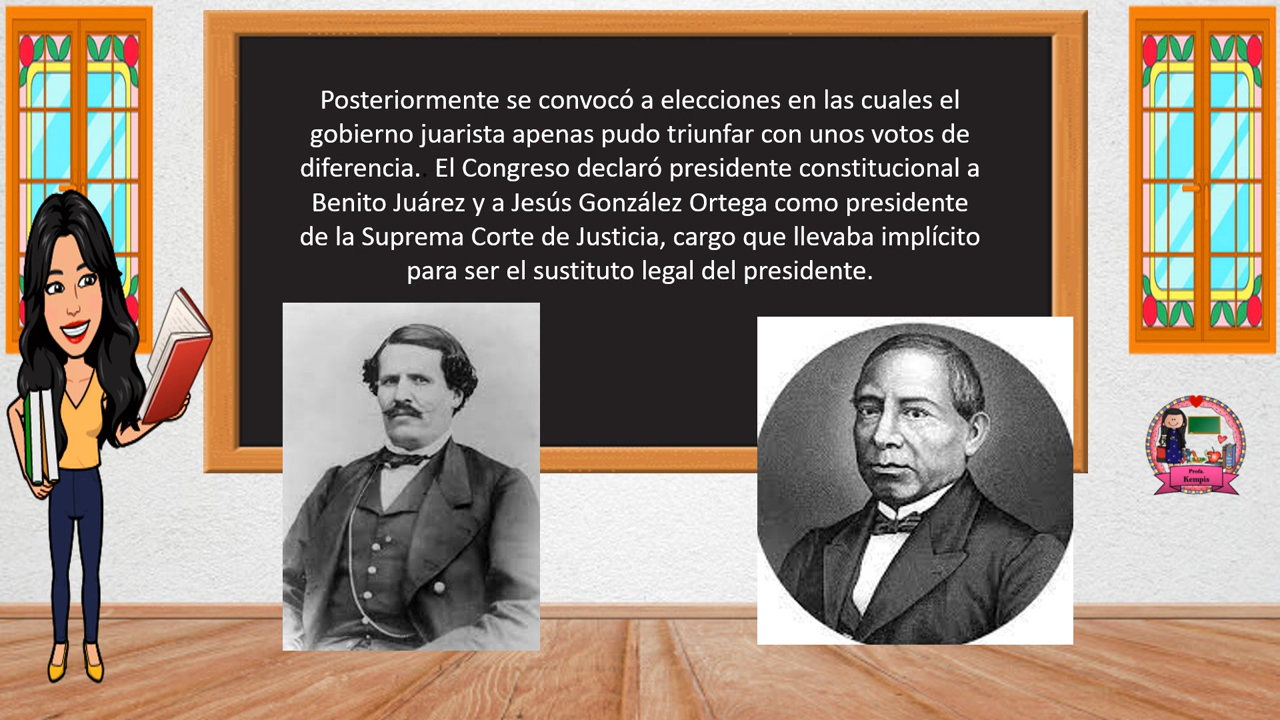 Posteriormente se convocó a elecciones en las cuales el
gobierno juarista apenas pudo triunfar con unos votos de
diferencia.. El Congreso declaró presidente constitucional a
Benito Juárez y a Jesús González Ortega como presidente
de la Suprema Corte de Justicia, cargo que llevaba implícito
para ser el sustituto legal del presidente.
Profa.
Kempis